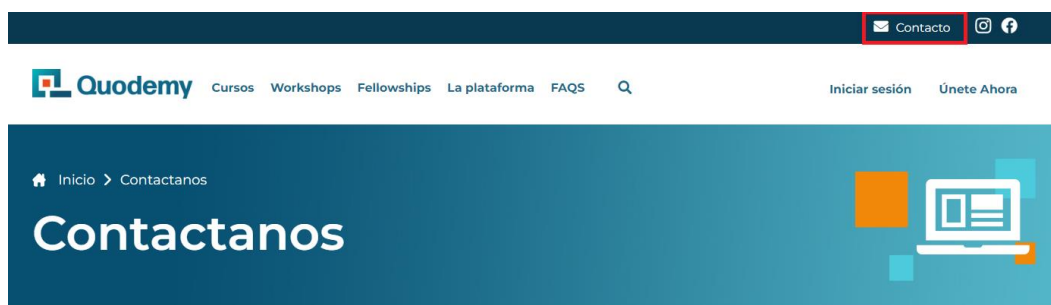 Contacto
Quodemy Cursos Workshops Fellowships La plataforma FAQS Iniciar sesión Únete Ahora
Inicio > Contactanos
Contactanos